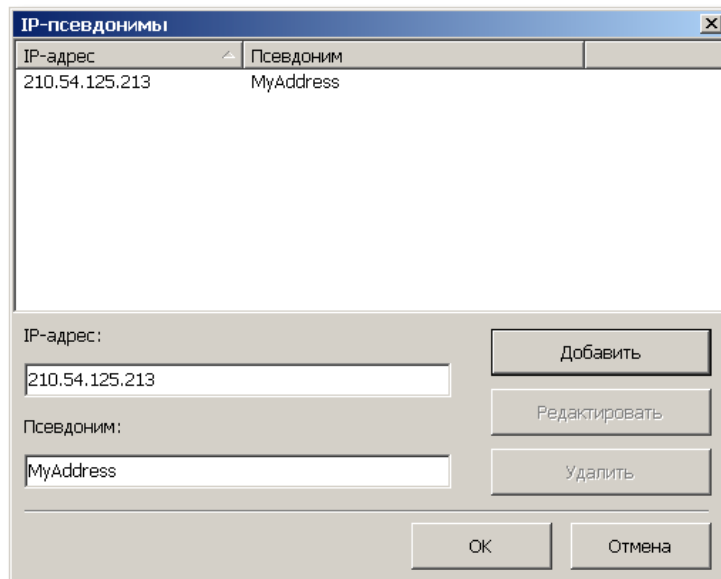 IP-псевдонимы
IP-адрес Псевдоним
210.54.125.213 MyAddress
IP-адрес:
Добавить
210.54.125.213
Редактировать
Псевдоним:
MyAddress
Удалить
OK Отмена